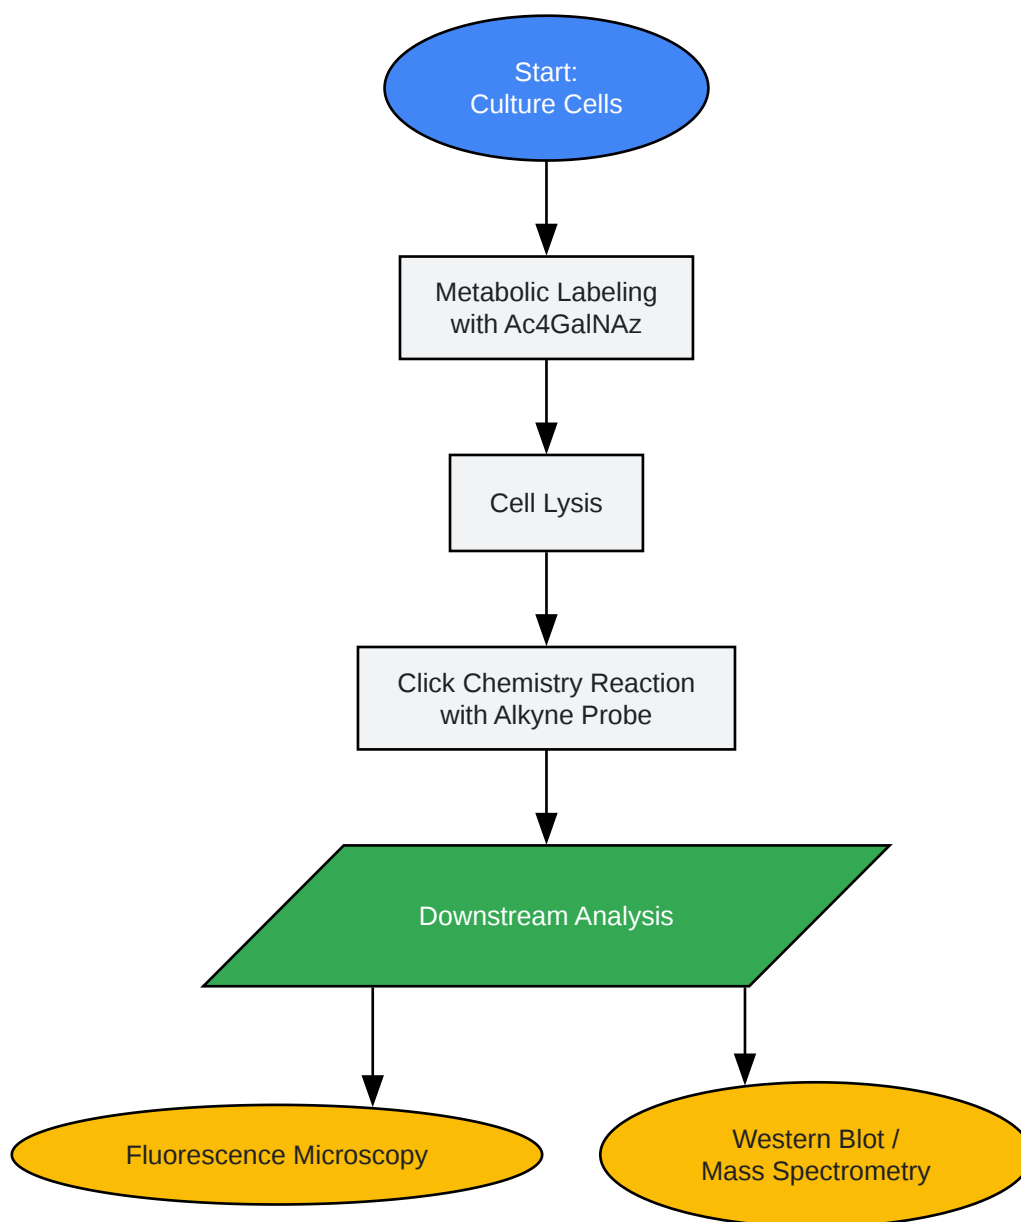 Start:
Culture Cells
Metabolic Labeling
with Ac4GalNAz
Cell Lysis
Click Chemistry Reaction
with Alkyne Probe
Downstream Analysis
Fluorescence Microscopy
Western Blot /
Mass Spectrometry